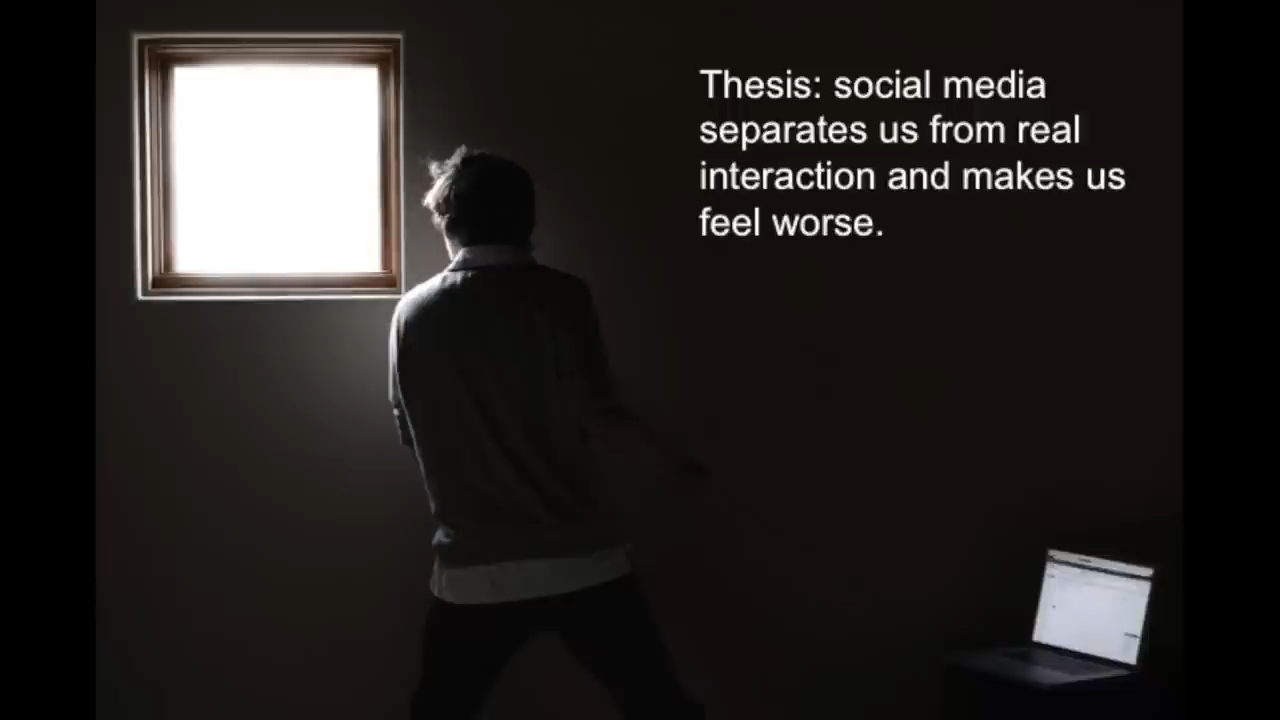 Thesis: social media
separates us from real
interaction and makes us
feel worse.